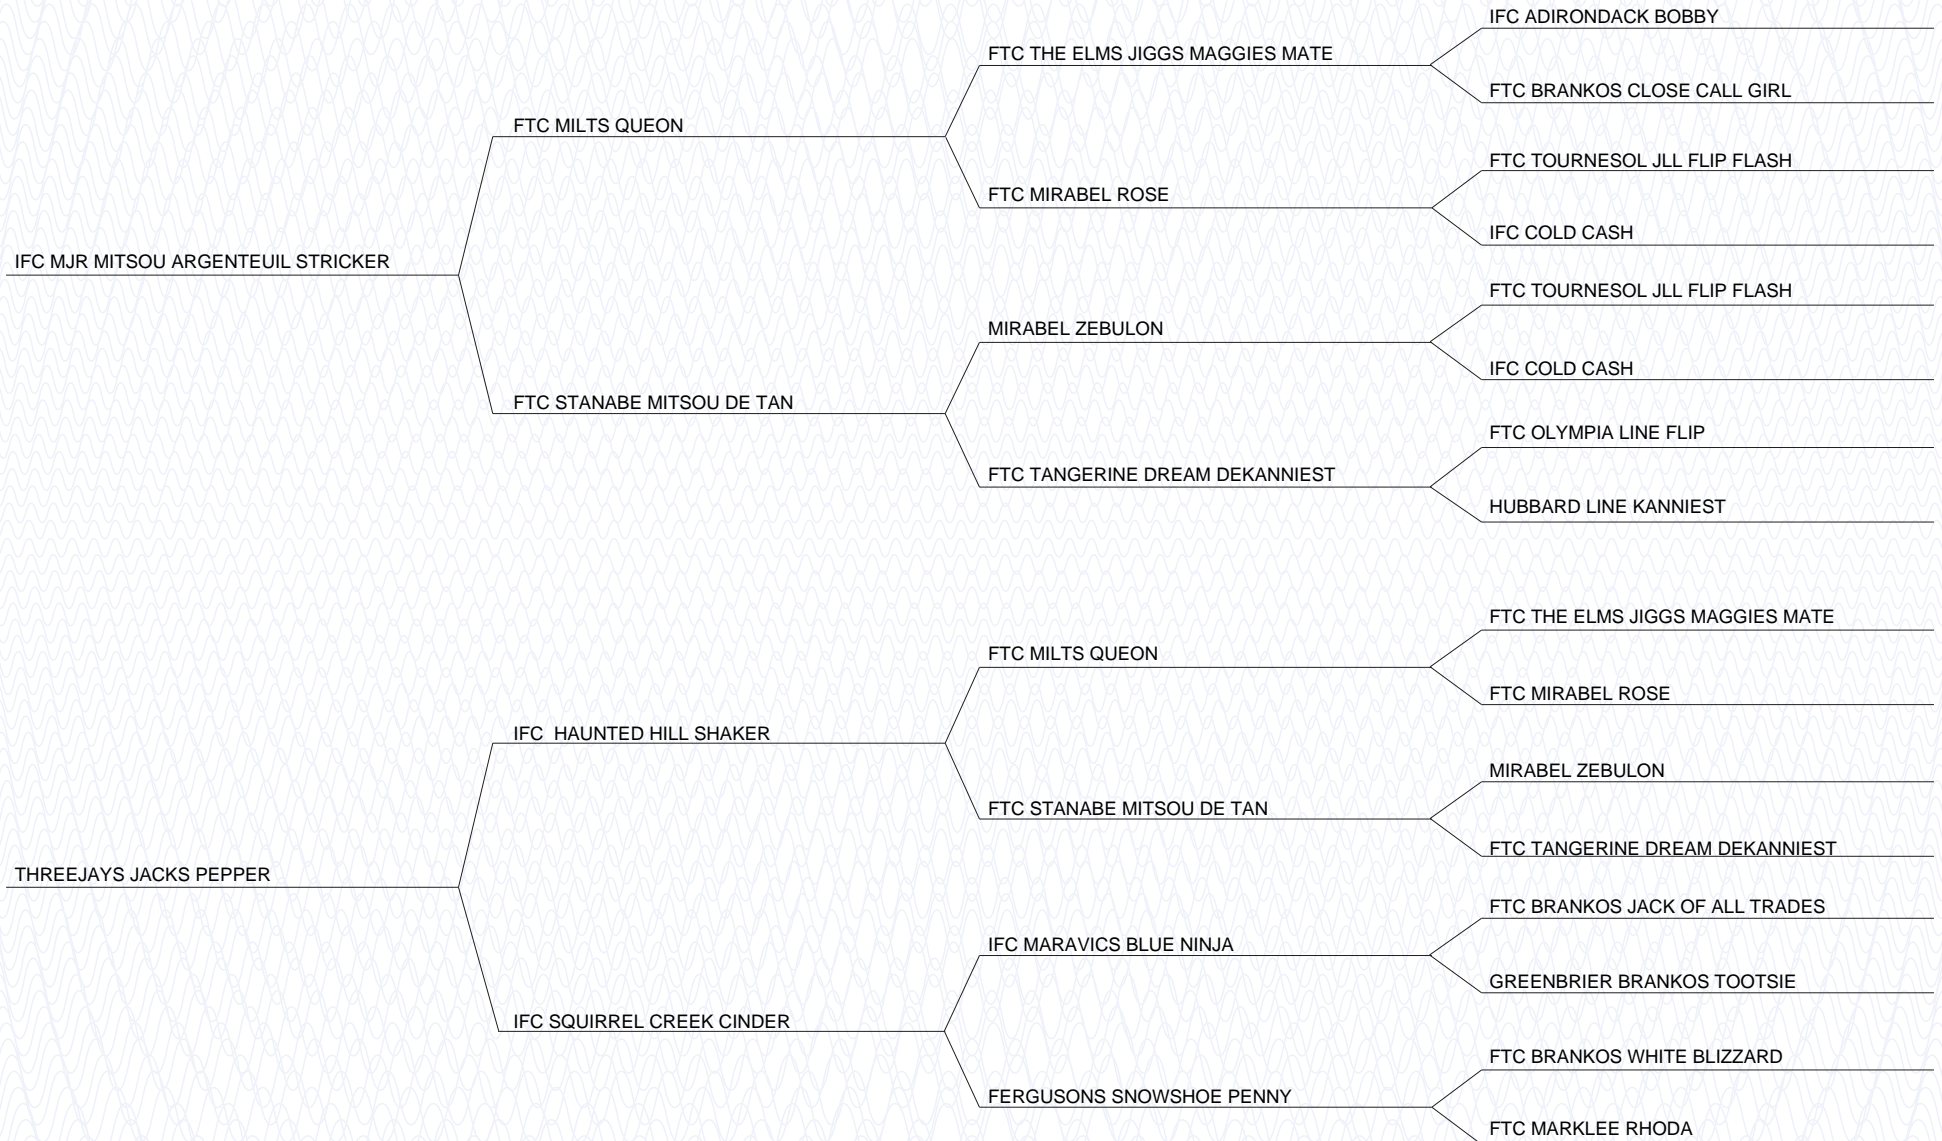 IFC ADIRONDACK BOBBY
FTC THE ELMS JIGGS MAGGIES MATE
FTC BRANKOS CLOSE CALL GIRL
FTC MILTS QUEON
FTC TOURNESOL JLL FLIP FLASH
FTC MIRABEL ROSE
IFC COLD CASH
IFC MJR MITSOU ARGENTEUIL STRICKER
FTC TOURNESOL JLL FLIP FLASH
MIRABEL ZEBULON
IFC COLD CASH
FTC STANABE MITSOU DE TAN
FTC OLYMPIA LINE FLIP
FTC TANGERINE DREAM DEKANNIEST
HUBBARD LINE KANNIEST
FTC THE ELMS JIGGS MAGGIES MATE
FTC MILTS QUEON
FTC MIRABEL ROSE
IFC  HAUNTED HILL SHAKER
MIRABEL ZEBULON
FTC STANABE MITSOU DE TAN
FTC TANGERINE DREAM DEKANNIEST
THREEJAYS JACKS PEPPER
FTC BRANKOS JACK OF ALL TRADES
IFC MARAVICS BLUE NINJA
GREENBRIER BRANKOS TOOTSIE
IFC SQUIRREL CREEK CINDER
FTC BRANKOS WHITE BLIZZARD
FERGUSONS SNOWSHOE PENNY
FTC MARKLEE RHODA